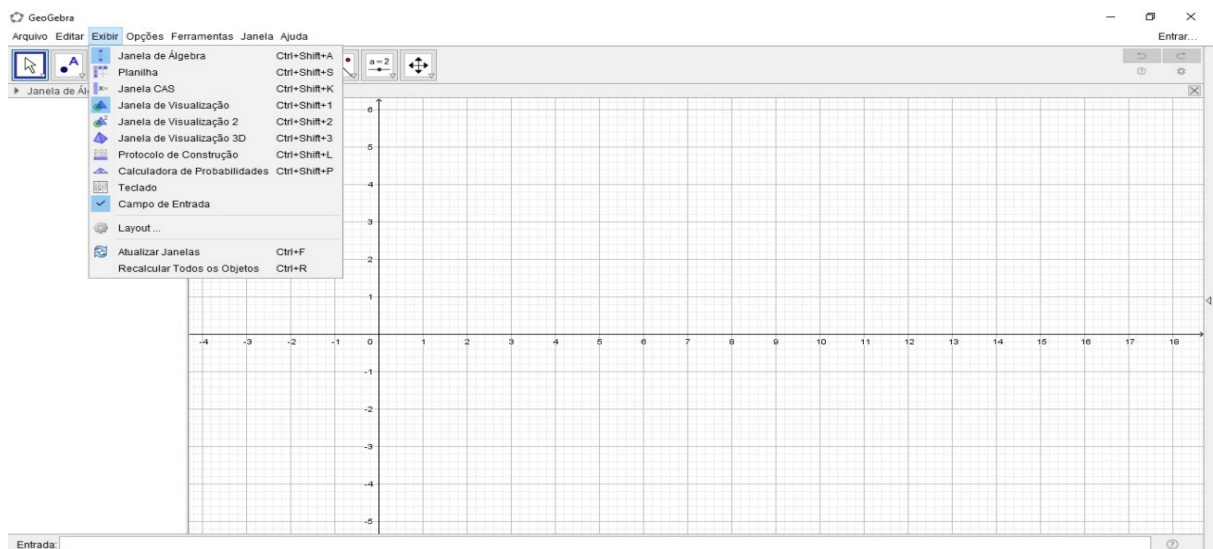 GeoGebra
Arquivo Editar Exibir Opções Ferramentas Janela Ajuda
Entrar...
Janela de Álgebra Ctrl+Shift+A
Planilha Ctrl+Shift+S
Janela CAS Ctrl+Shift+K
Janela de Visualização Ctrl+Shift+1
Janela de Visualização 2 Ctrl+Shift+2
Janela de Visualização 3D Ctrl+Shift+3
Protocolo de Construção Ctrl+Shift+L
Calculadora de Probabilidades Ctrl+Shift+P
Teclado
Campo de Entrada
Layout ...
Atualizar Janelas Ctrl+F
Recalcular Todos os Objetos Ctrl+R
A
a=2
Janela de Ál
x=
2
6
5
4
3
2
1
-4 -3 -2 -1 0 1 2 3 4 5 6 7 8 9 10 11 12 13 14 15 16 17 18
-1
-2
-3
-4
-5
Entrada: